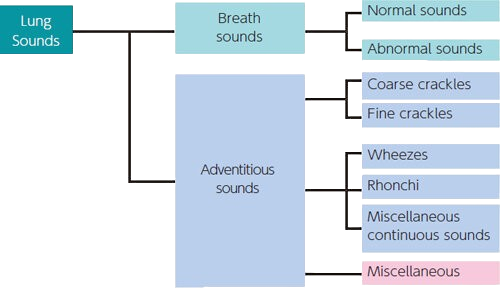 Lung
Sounds
Breath
sounds
Normal sounds
Abnormal sounds
Adventitious
sounds
Coarse crackles
Fine crackles
Wheezes
Rhonchi
Miscellaneous
continuous sounds
Miscellaneous